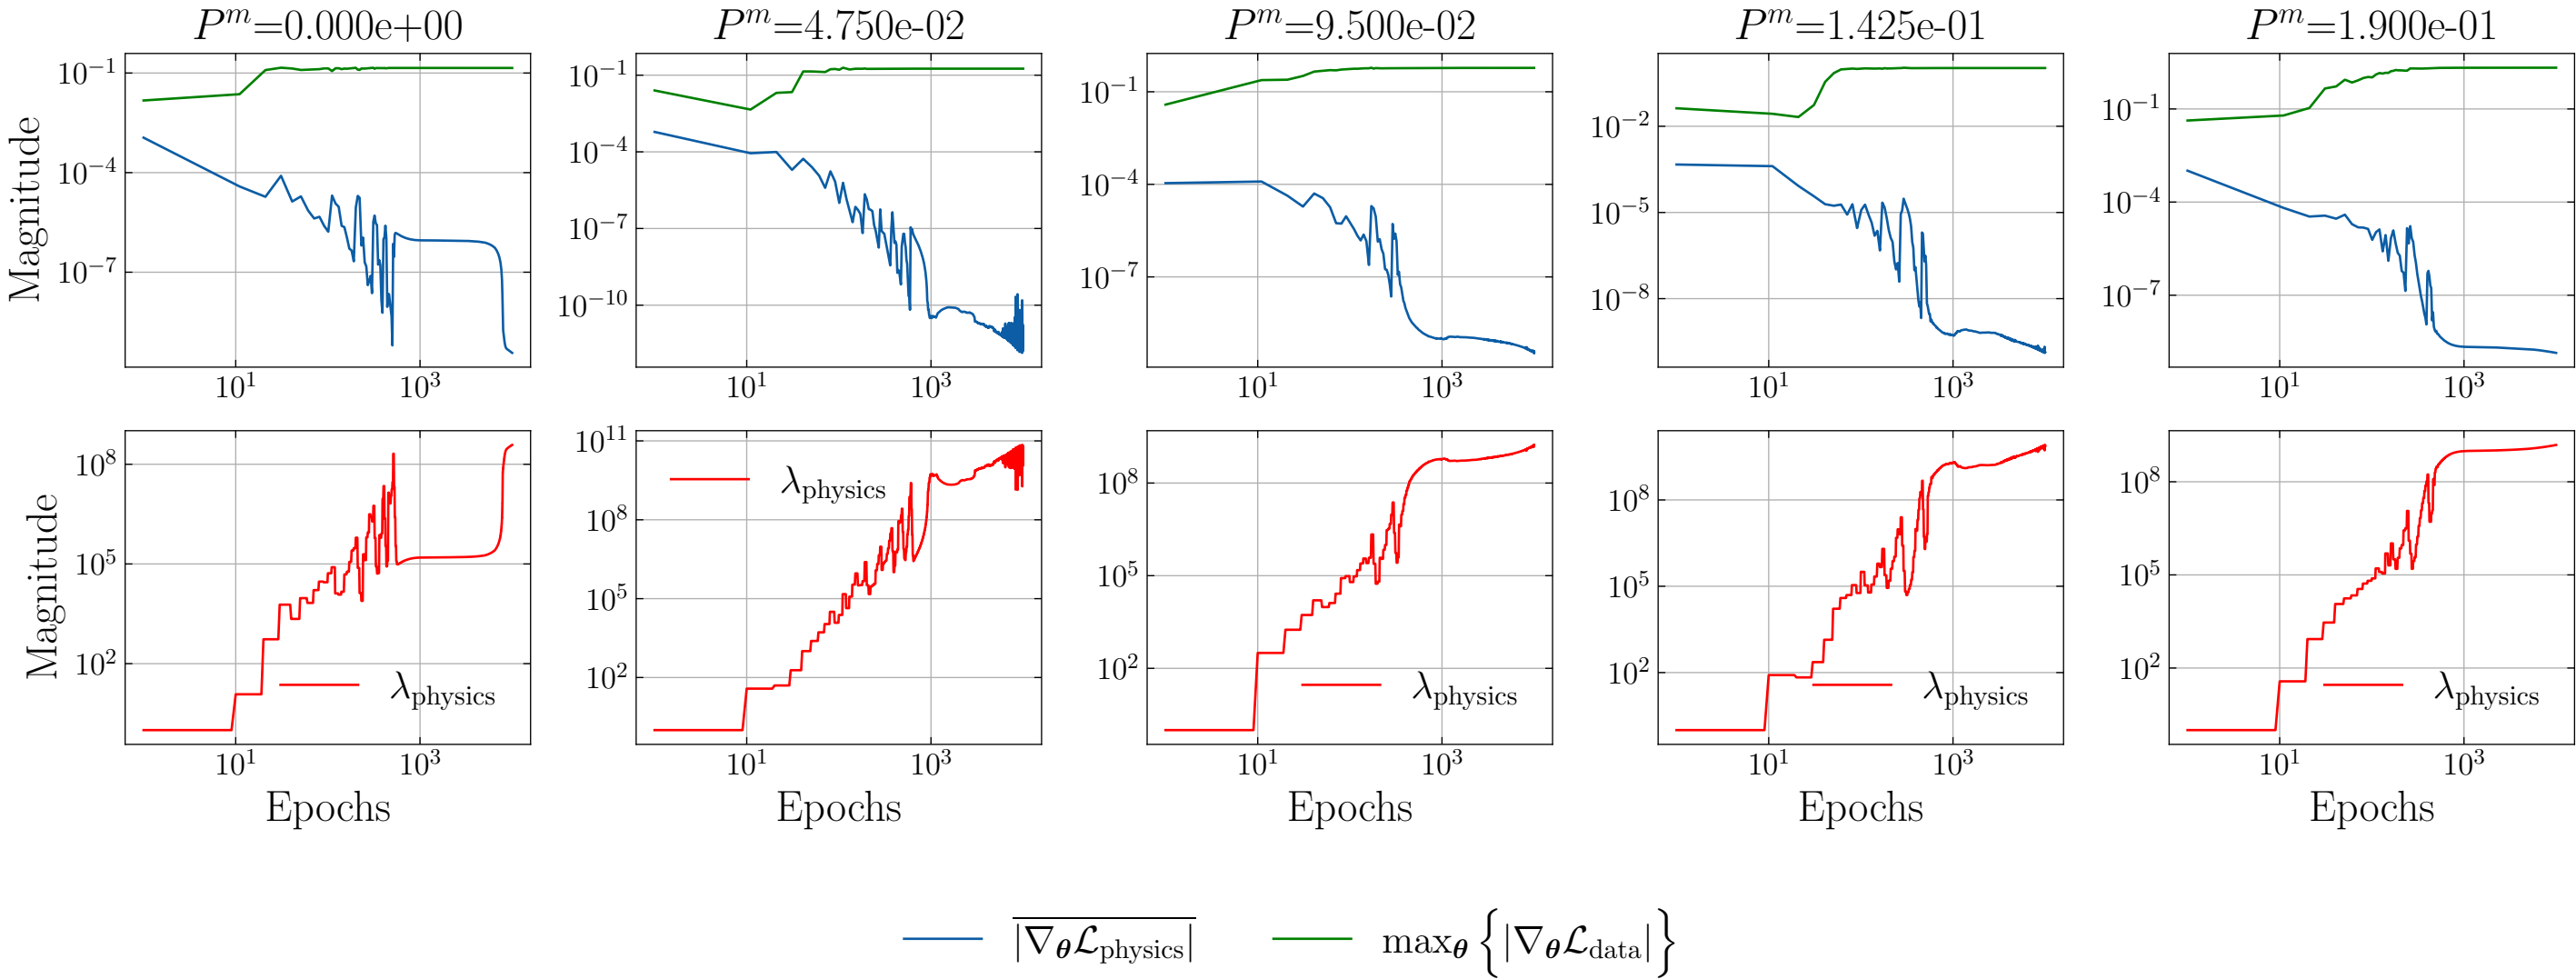 P^m=0.000e+00 P^m=4.750e-02 P^m=9.500e-02 P^m=1.425e-01 P^m=1.900e-01
Magnitude
10^−1 10^−4 10^−7
10^−1 10^−4 10^−7 10^−10
10^−1 10^−4 10^−7
10^−2 10^−5 10^−8
10^−1 10^−4 10^−7
10^1 10^3 10^1 10^3 10^1 10^3 10^1 10^3 10^1 10^3
Magnitude
10^8 10^5 10^2
λ_physics
10^11 10^8 10^5 10^2
λ_physics
10^8 10^5 10^2
λ_physics
10^8 10^5 10^2
λ_physics
10^8 10^5 10^2
λ_physics
10^1 10^3 10^1 10^3 10^1 10^3 10^1 10^3 10^1 10^3
Epochs Epochs Epochs Epochs Epochs
\overline{|∇_θ ℒ_physics|} max_θ {|∇_θ ℒ_data|}